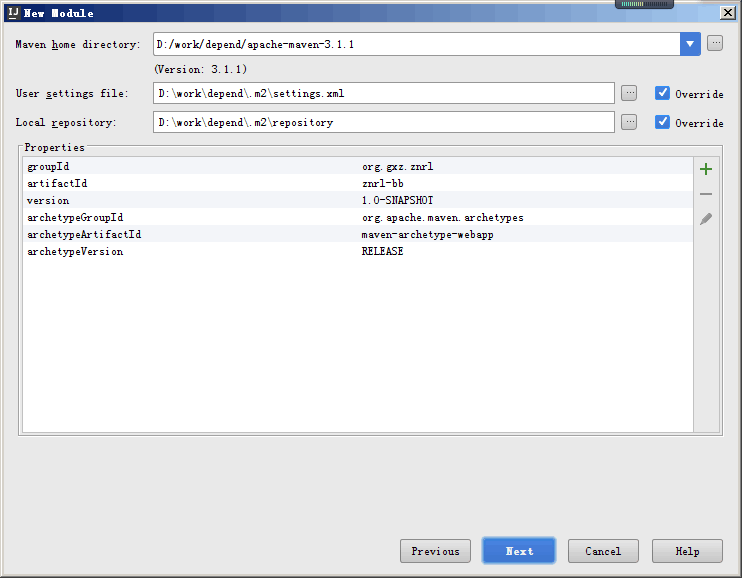 IJ New Module
Maven home directory: D:/work/depend/apache-maven-3.1.1
(Version: 3.1.1)
User settings file: D:\work\depend\.m2\settings.xml ... Override
Local repository: D:\work\depend\.m2\repository ... Override
Properties
groupId org.gxz.znrl
artifactId znrl-bb
version 1.0-SNAPSHOT
archetypeGroupId org.apache.maven.archetypes
archetypeArtifactId maven-archetype-webapp
archetypeVersion RELEASE
Previous Next Cancel Help